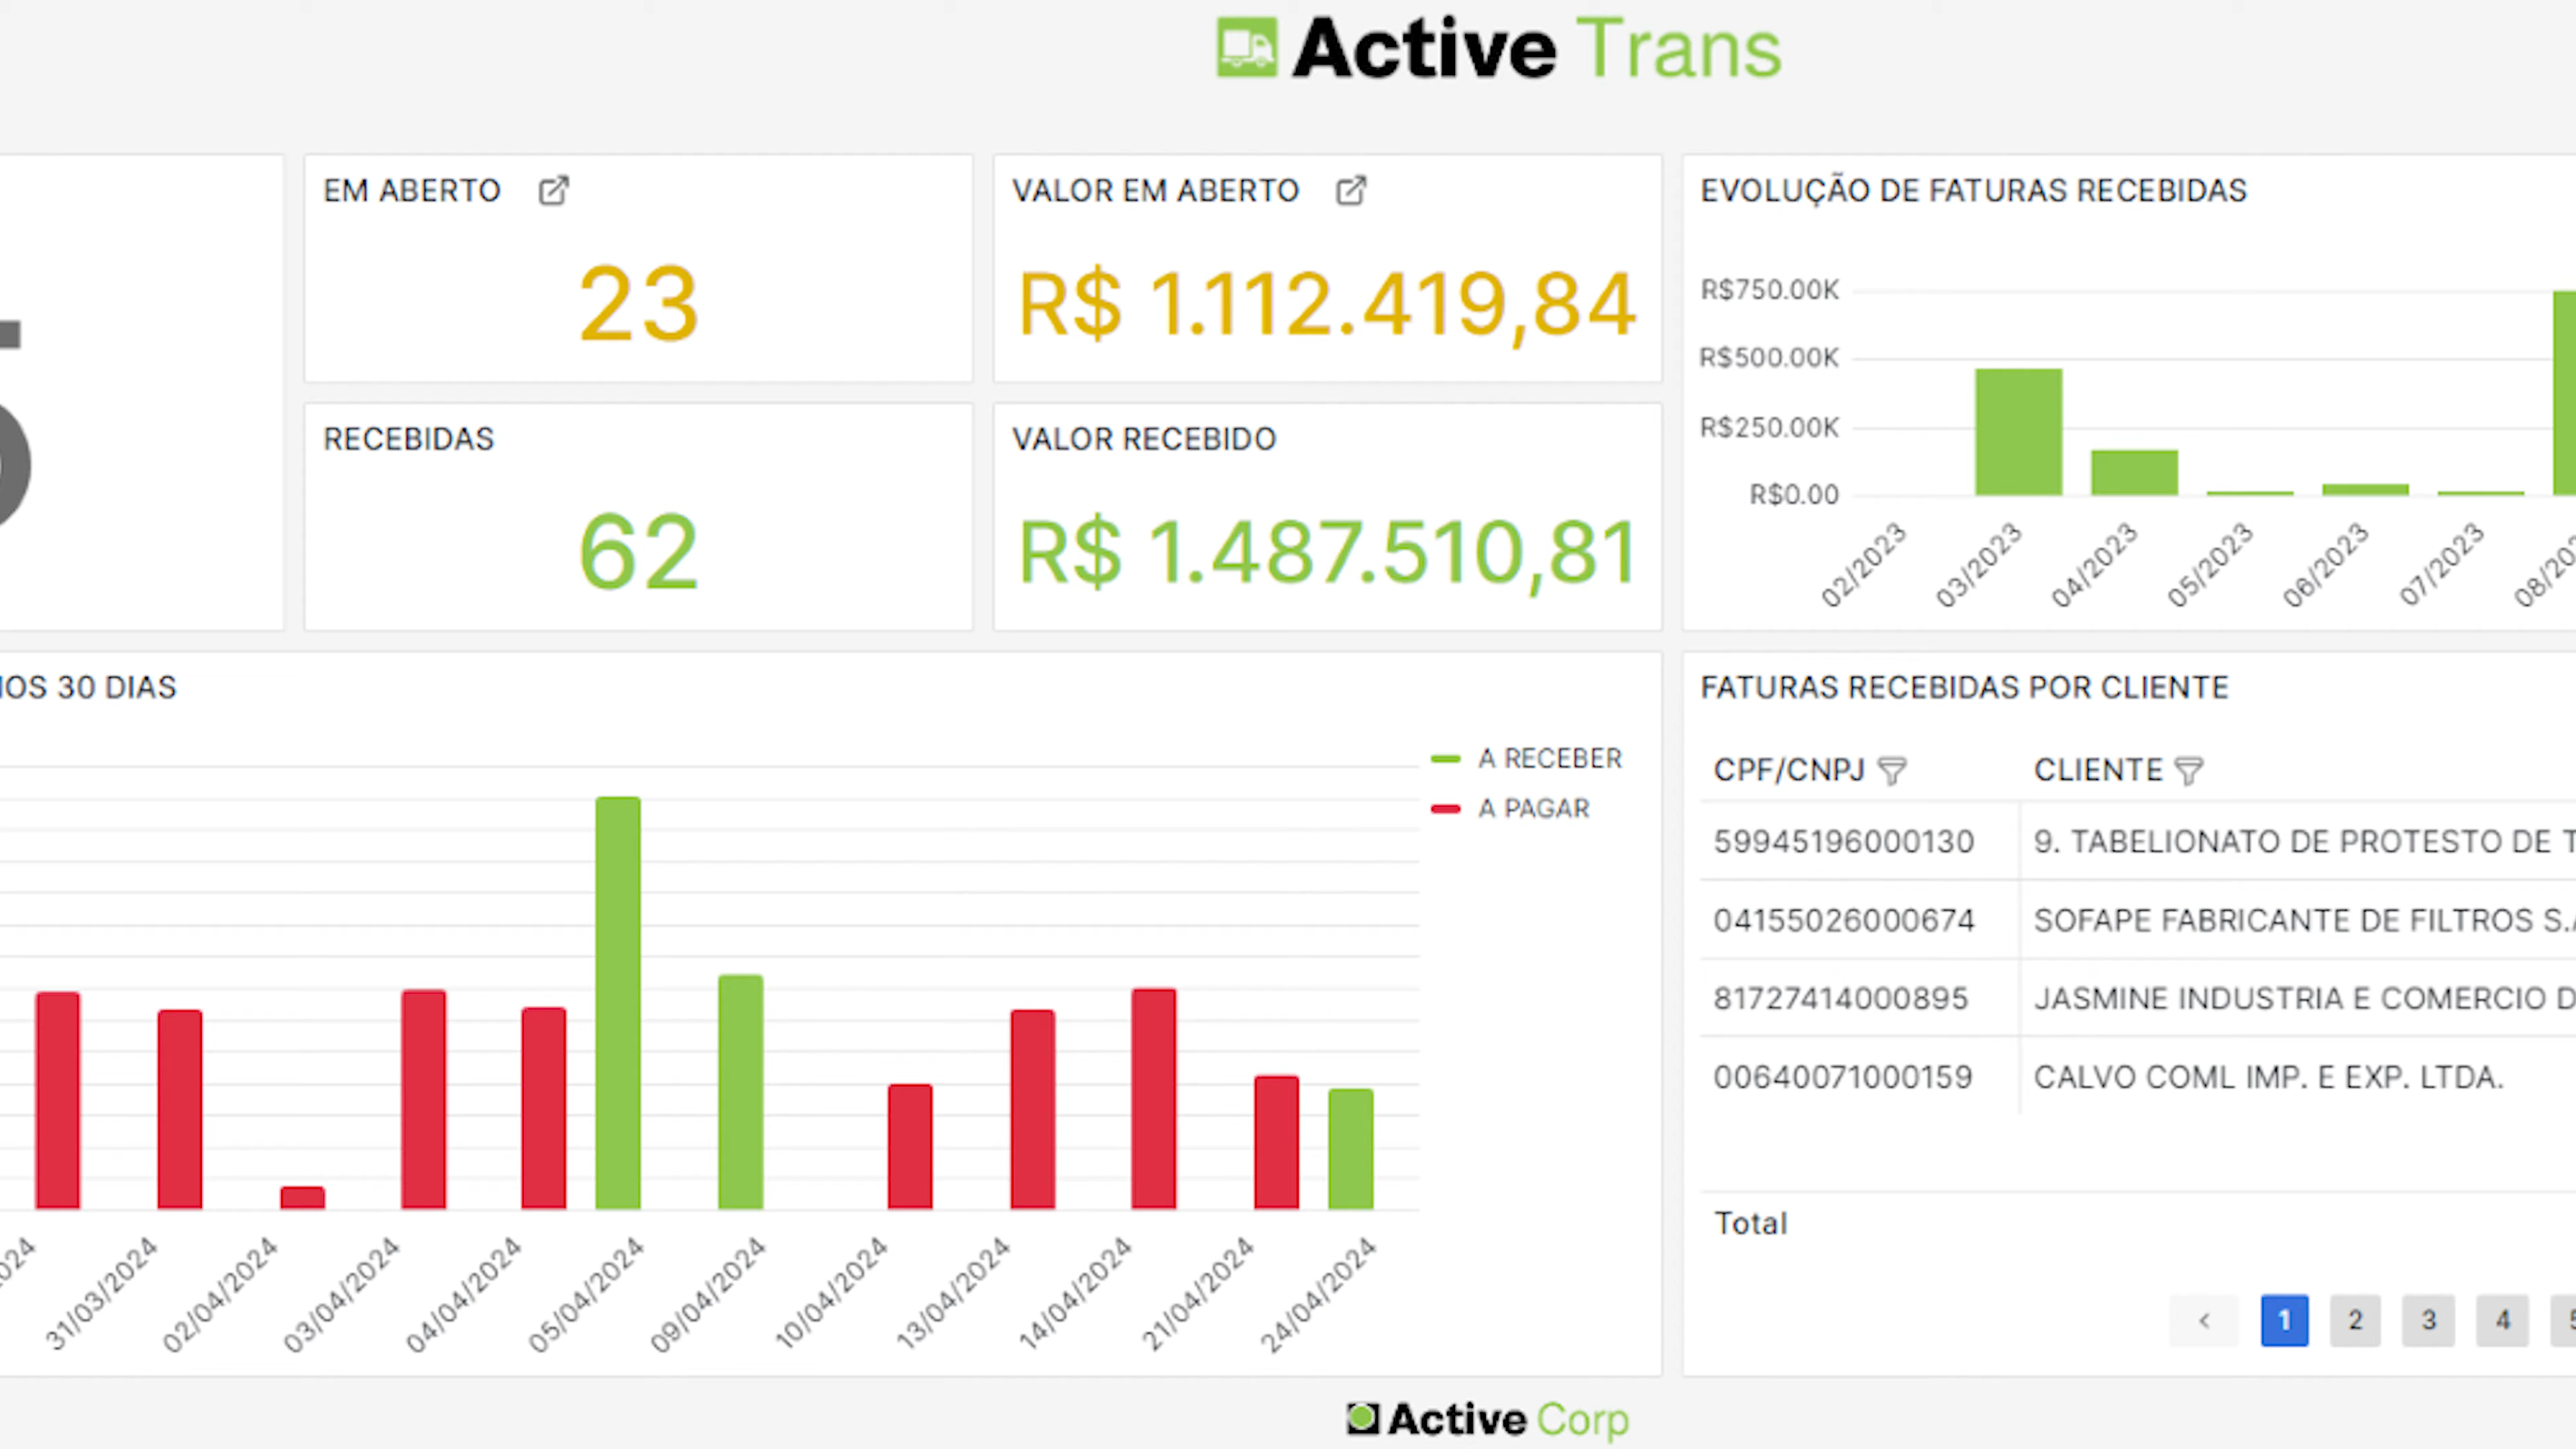 Active Trans
EM ABERTO
23
VALOR EM ABERTO
R$ 1.112.419,84
RECEBIDAS
62
VALOR RECEBIDO
R$ 1.487.510,81
EVOLUÇÃO DE FATURAS RECEBIDAS
R$750.00K
R$500.00K
R$250.00K
R$0.00
02/2023
03/2023
04/2023
05/2023
06/2023
07/2023
30 DIAS
A RECEBER
A PAGAR
31/03/2024
02/04/2024
03/04/2024
04/04/2024
05/04/2024
09/04/2024
10/04/2024
13/04/2024
14/04/2024
21/04/2024
24/04/2024
FATURAS RECEBIDAS POR CLIENTE
CPF/CNPJ CLIENTE
59945196000130 9. TABELIONATO DE PROTESTO DE
04155026000674 SOFAPE FABRICANTE DE FILTROS
81727414000895 JASMINE INDUSTRIA E COMERCIO
00640071000159 CALVO COML IMP. E EXP. LTDA.
Total
< 1 2 3 4
Active Corp